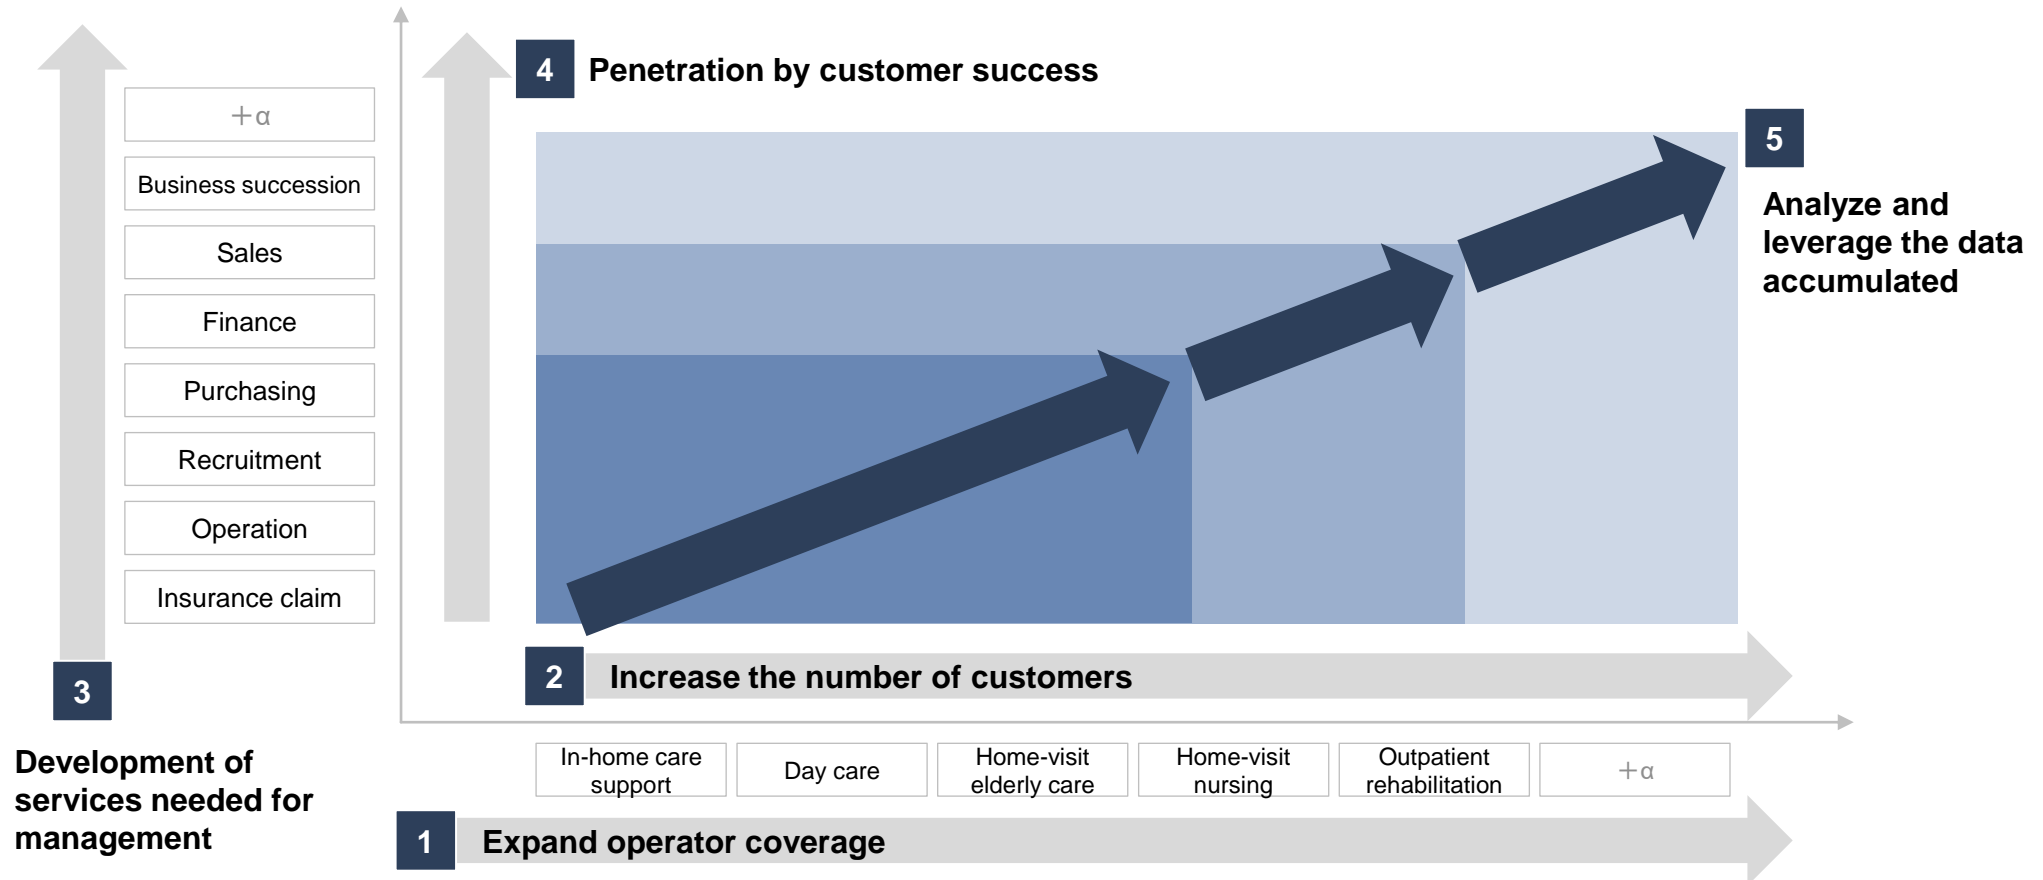 4
Penetration by customer success
5
Analyze and
leverage the data
accumulated
+α
Business succession
Sales
Finance
Purchasing
Recruitment
Operation
Insurance claim
3
Development of
services needed for
management
2
Increase the number of customers
In-home care
support
Day care
Home-visit
elderly care
Home-visit
nursing
Outpatient
rehabilitation
+α
1
Expand operator coverage